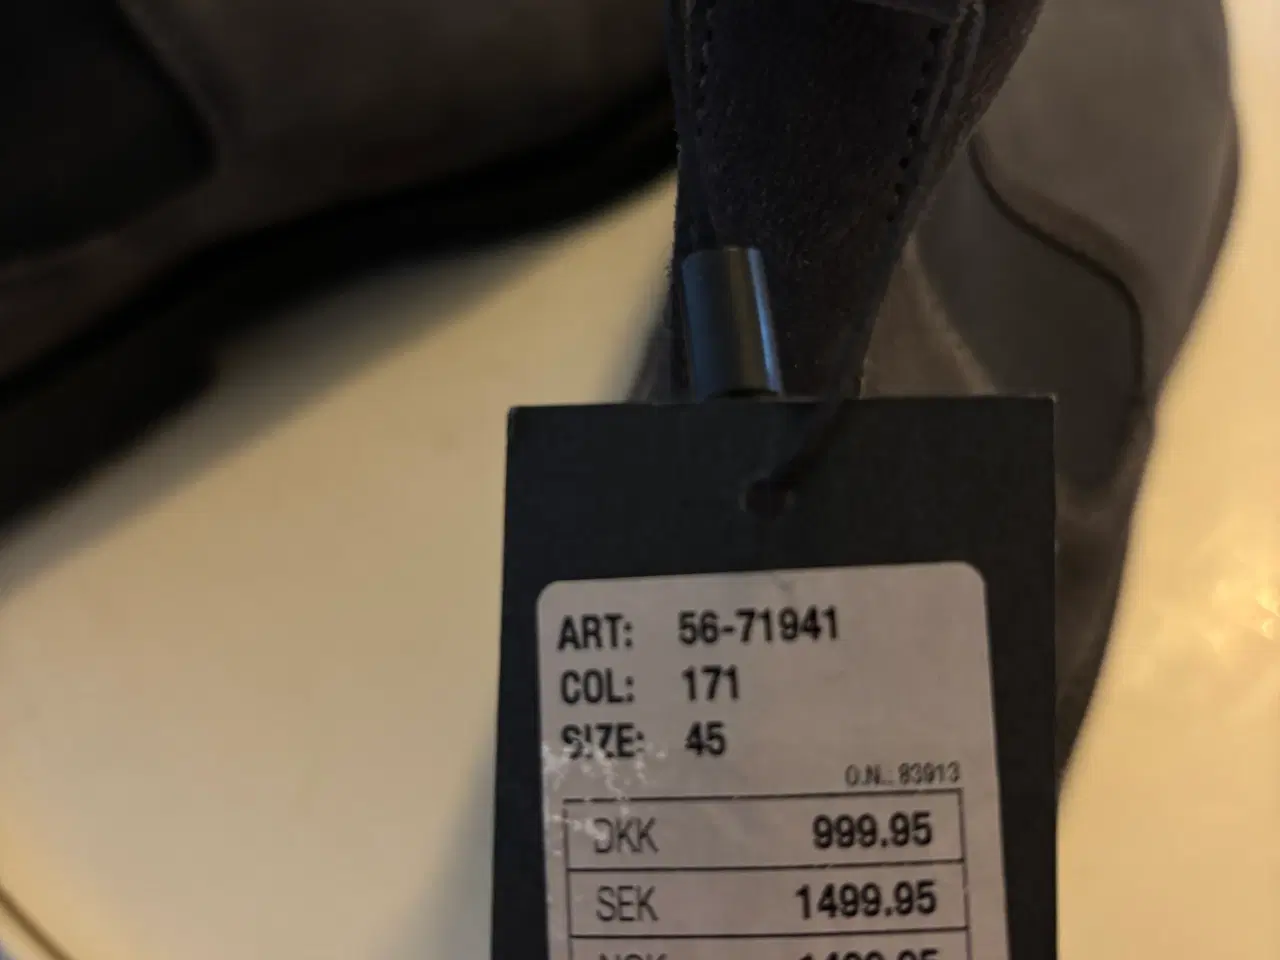 ART: 56-71941
COL: 171
SIZE: 45
O.N.: 83913
DKK 999.95
SEK 1499.95